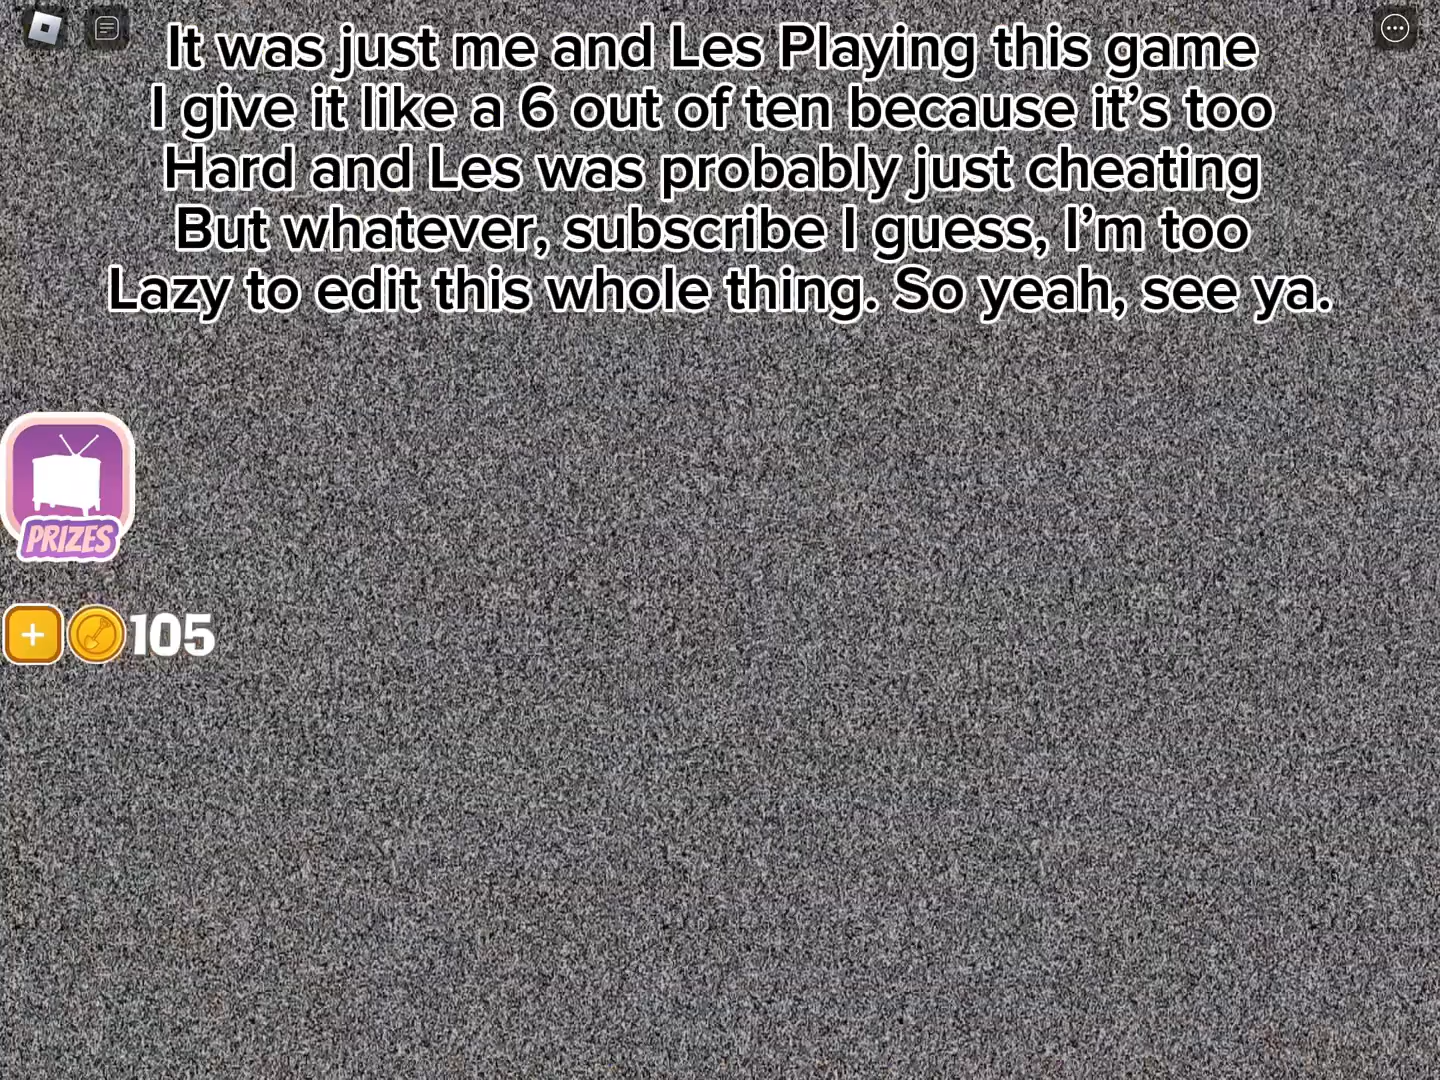 It was just me and Les Playing this game
I give it like a 6 out of ten because it’s too
Hard and Les was probably just cheating
But whatever, subscribe I guess, I’m too
Lazy to edit this whole thing. So yeah, see ya.
PRIZES
105